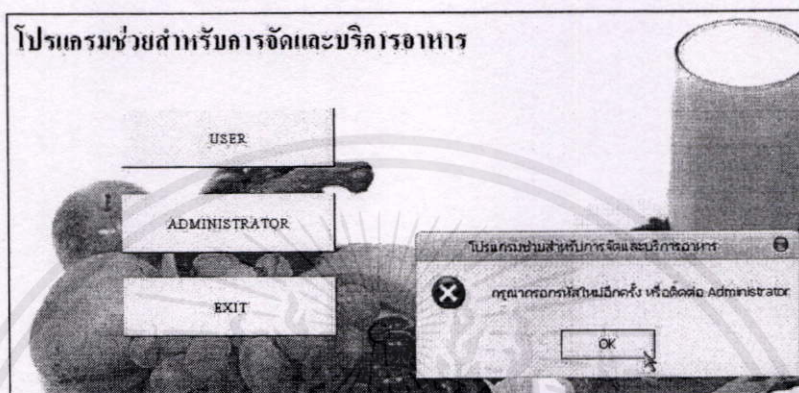 โปรแกรมช่วยสำหรับการจัดและบริการอาหาร
USER
ADMINISTRATOR
EXIT
โปรแกรมช่วยสำหรับการจัดและบริการอาหาร
กรุณากรอกรหัสใหม่อีกครั้ง หรือติดต่อ Administrator
OK